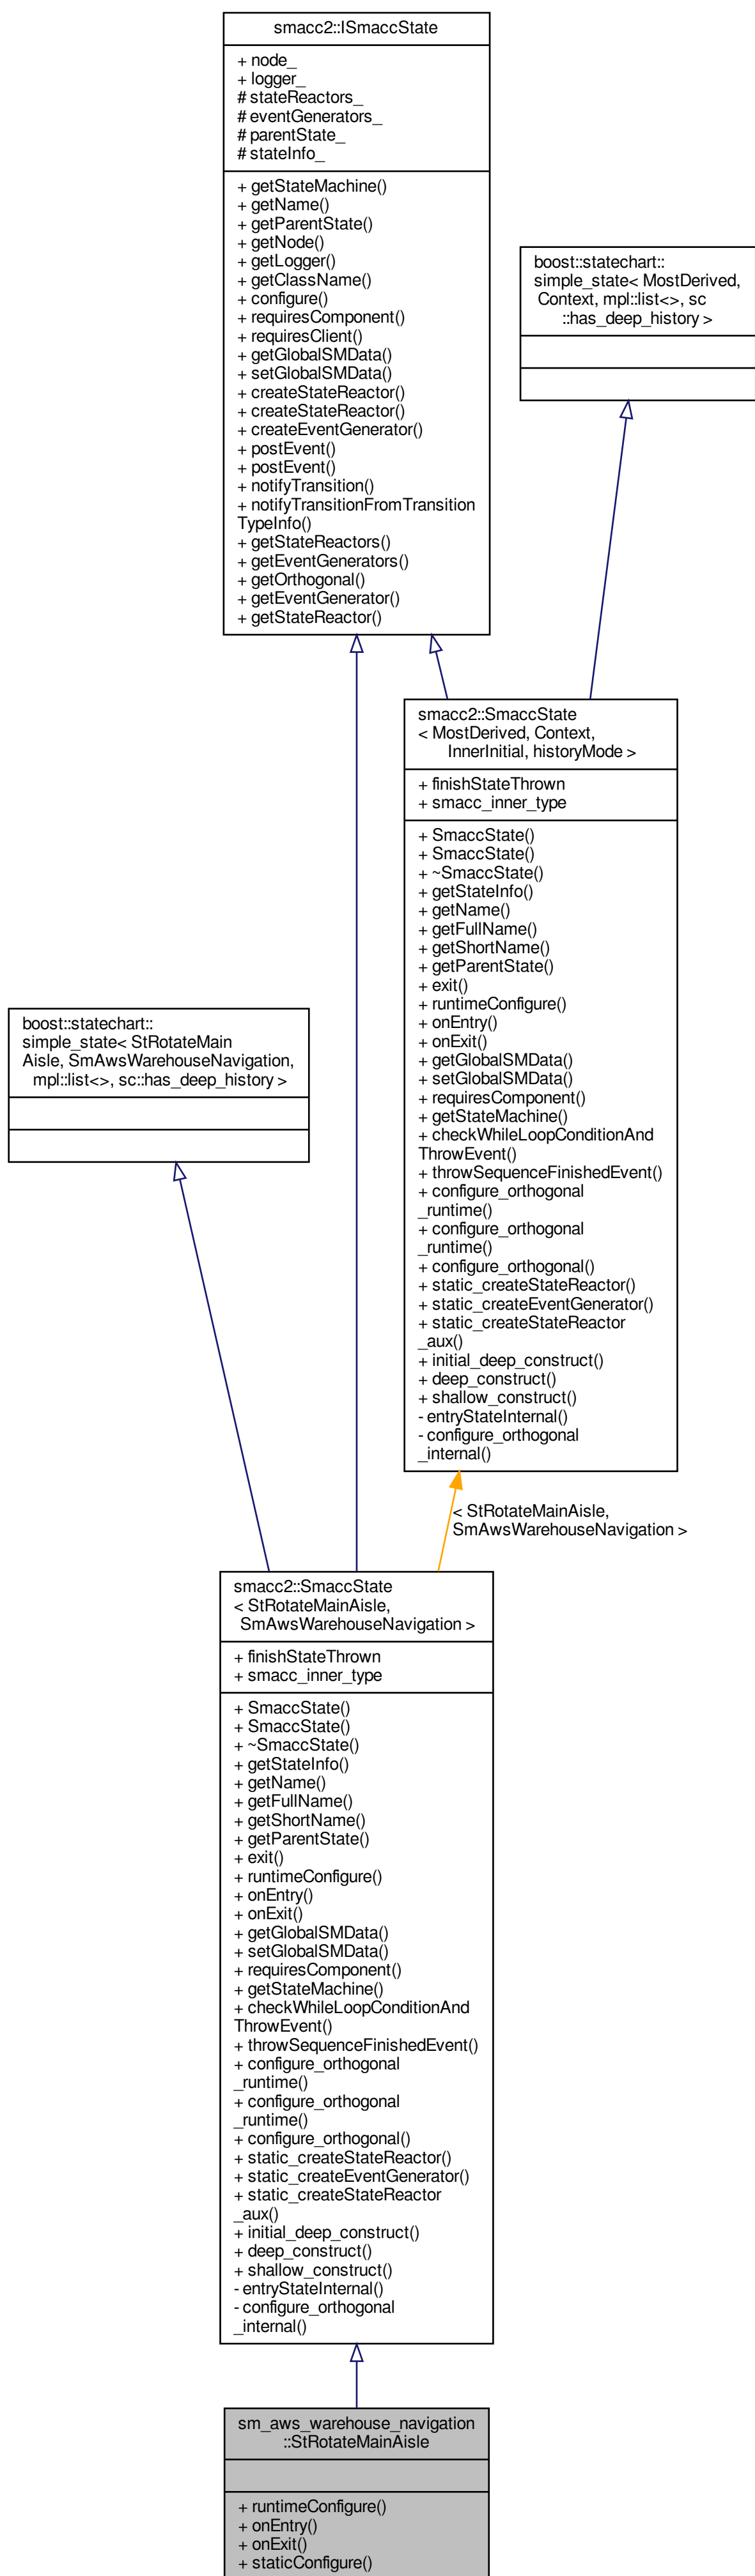 smacc2::ISmaccState
+ node_
+ logger_
# stateReactors_
# eventGenerators_
# parentState_
# stateInfo_
+ getStateMachine()
+ getName()
+ getParentState()
+ getNode()
+ getLogger()
+ getClassName()
+ configure()
+ requiresComponent()
+ requiresClient()
+ getGlobalSMData()
+ setGlobalSMData()
+ createStateReactor()
+ createStateReactor()
+ createEventGenerator()
+ postEvent()
+ postEvent()
+ notifyTransition()
+ notifyTransitionFromTransition
TypeInfo()
+ getStateReactors()
+ getEventGenerators()
+ getOrthogonal()
+ getEventGenerator()
+ getStateReactor()
boost::statechart::
simple_state< MostDerived,
Context, mpl::list<>, sc
::has_deep_history >
smacc2::SmaccState
< MostDerived, Context,
InnerInitial, historyMode >
+ finishStateThrown
+ smacc_inner_type
+ SmaccState()
+ SmaccState()
+ ~SmaccState()
+ getStateInfo()
+ getName()
+ getFullName()
+ getShortName()
+ getParentState()
+ exit()
+ runtimeConfigure()
+ onEntry()
+ onExit()
+ getGlobalSMData()
+ setGlobalSMData()
+ requiresComponent()
+ getStateMachine()
+ checkWhileLoopConditionAnd
ThrowEvent()
+ throwSequenceFinishedEvent()
+ configure_orthogonal
_runtime()
+ configure_orthogonal
_runtime()
+ configure_orthogonal()
+ static_createStateReactor()
+ static_createEventGenerator()
+ static_createStateReactor
_aux()
+ initial_deep_construct()
+ deep_construct()
+ shallow_construct()
- entryStateInternal()
- configure_orthogonal
_internal()
boost::statechart::
simple_state< StRotateMain
Aisle, SmAwsWarehouseNavigation,
mpl::list<>, sc::has_deep_history >
< StRotateMainAisle,
SmAwsWarehouseNavigation >
smacc2::SmaccState
< StRotateMainAisle,
SmAwsWarehouseNavigation >
+ finishStateThrown
+ smacc_inner_type
+ SmaccState()
+ SmaccState()
+ ~SmaccState()
+ getStateInfo()
+ getName()
+ getFullName()
+ getShortName()
+ getParentState()
+ exit()
+ runtimeConfigure()
+ onEntry()
+ onExit()
+ getGlobalSMData()
+ setGlobalSMData()
+ requiresComponent()
+ getStateMachine()
+ checkWhileLoopConditionAnd
ThrowEvent()
+ throwSequenceFinishedEvent()
+ configure_orthogonal
_runtime()
+ configure_orthogonal
_runtime()
+ configure_orthogonal()
+ static_createStateReactor()
+ static_createEventGenerator()
+ static_createStateReactor
_aux()
+ initial_deep_construct()
+ deep_construct()
+ shallow_construct()
- entryStateInternal()
- configure_orthogonal
_internal()
sm_aws_warehouse_navigation
::StRotateMainAisle
+ runtimeConfigure()
+ onEntry()
+ onExit()
+ staticConfigure()